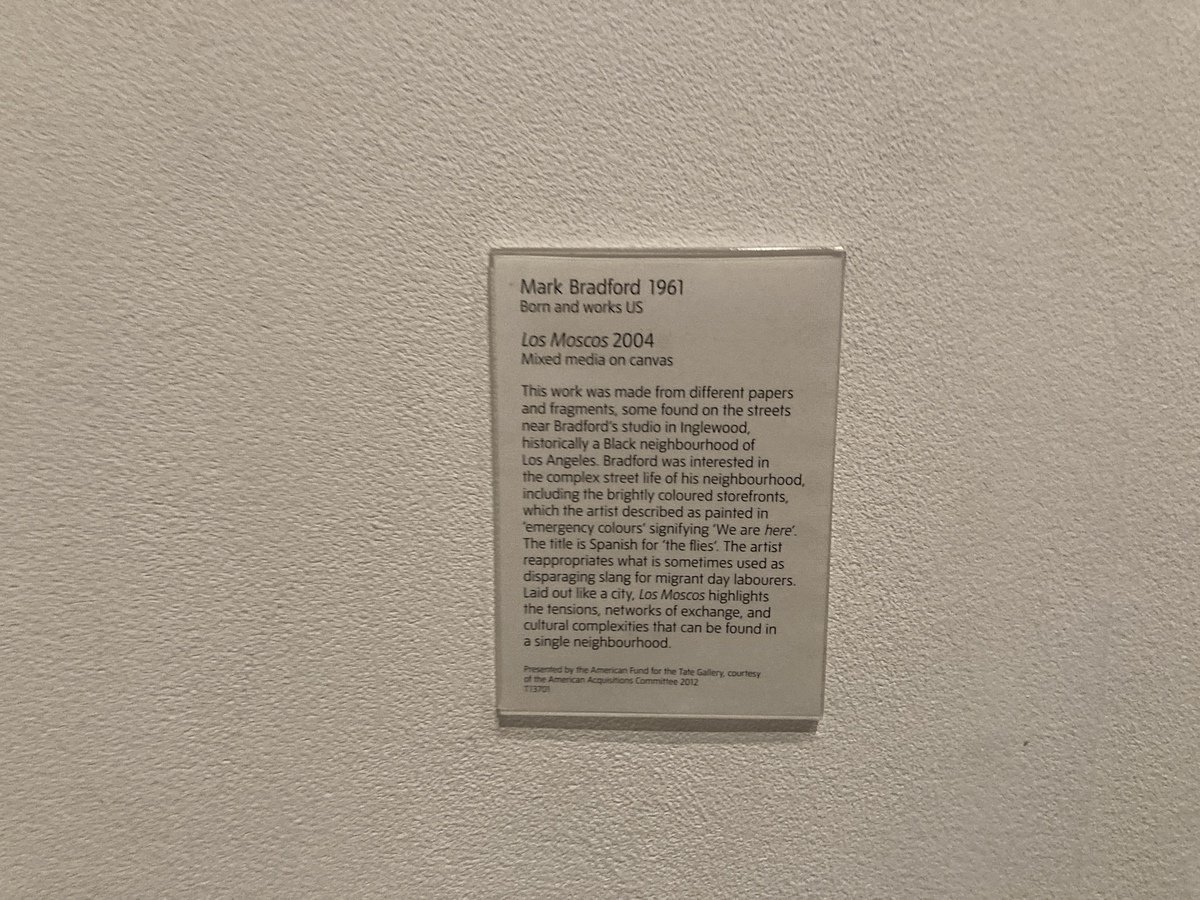 Mark Bradford 1961
Born and works US
Los Moscos 2004
Mixed media on canvas
This work was made from different papers
and fragments, some found on the streets
near Bradford's studio in Inglewood,
historically a Black neighbourhood of
Los Angeles. Bradford was interested in
the complex street life of his neighbourhood,
including the brightly coloured storefronts,
which the artist described as painted in
'emergency colours' signifying 'We are here'.
The title is Spanish for 'the flies'. The artist
reappropriates what is sometimes used as
disparaging slang for migrant day labourers.
Laid out like a city, Los Moscos highlights
the tensions, networks of exchange, and
cultural complexities that can be found in
a single neighbourhood.
Presented by the American Fund for the Tate Gallery, courtesy
of the American Acquisitions Committee 2012
T13701